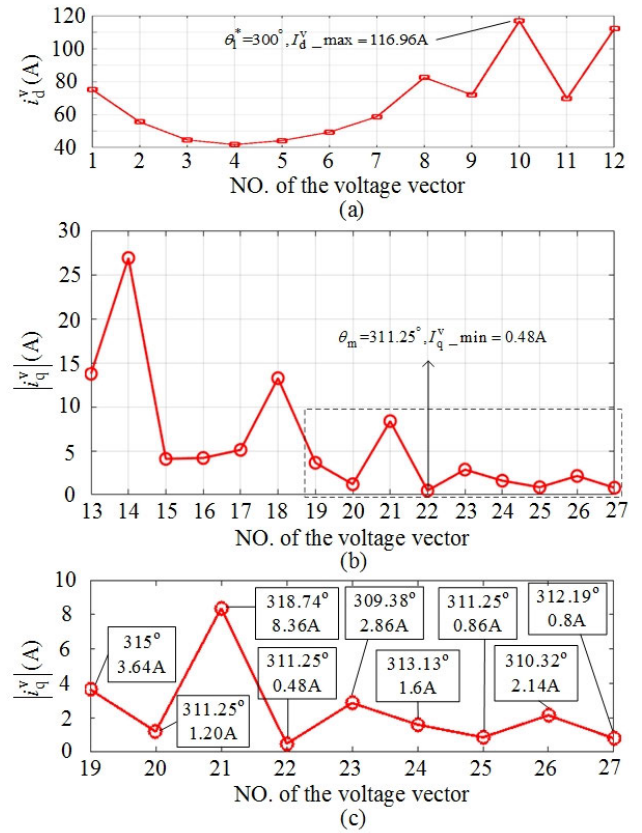 120
100
80
60
40
i_d^v(A)
θ_1^*=300°, I_d^v_max=116.96A
1 2 3 4 5 6 7 8 9 10 11 12
NO. of the voltage vector
(a)
30
25
20
15
10
5
0
|i_q^v|(A)
θ_m=311.25°, I_q^v_min=0.48A
13 14 15 16 17 18 19 20 21 22 23 24 25 26 27
NO. of the voltage vector
(b)
10
8
6
4
2
0
|i_q^v|(A)
315°
3.64A
311.25°
1.20A
318.74°
8.36A
311.25°
0.48A
309.38°
2.86A
313.13°
1.6A
311.25°
0.86A
310.32°
2.14A
312.19°
0.8A
19 20 21 22 23 24 25 26 27
NO. of the voltage vector
(c)